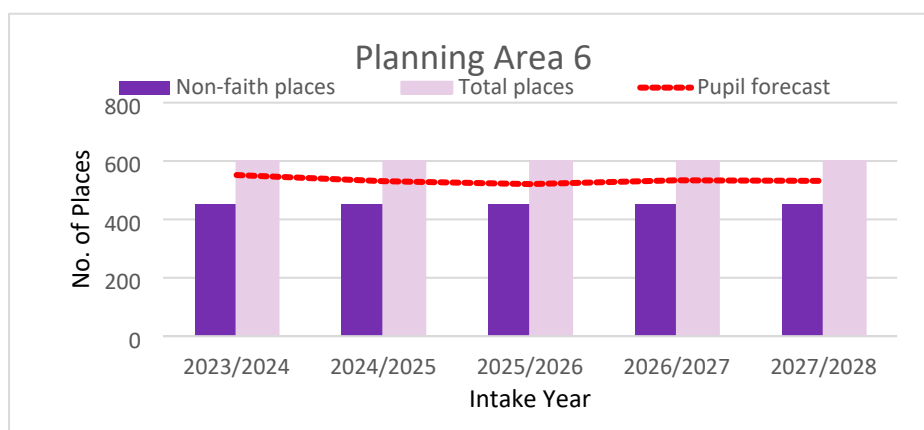 Planning Area 6
Non-faith places Total places Pupil forecast
800
600
400
200
0
No. of Places
2023/2024 2024/2025 2025/2026 2026/2027 2027/2028
Intake Year